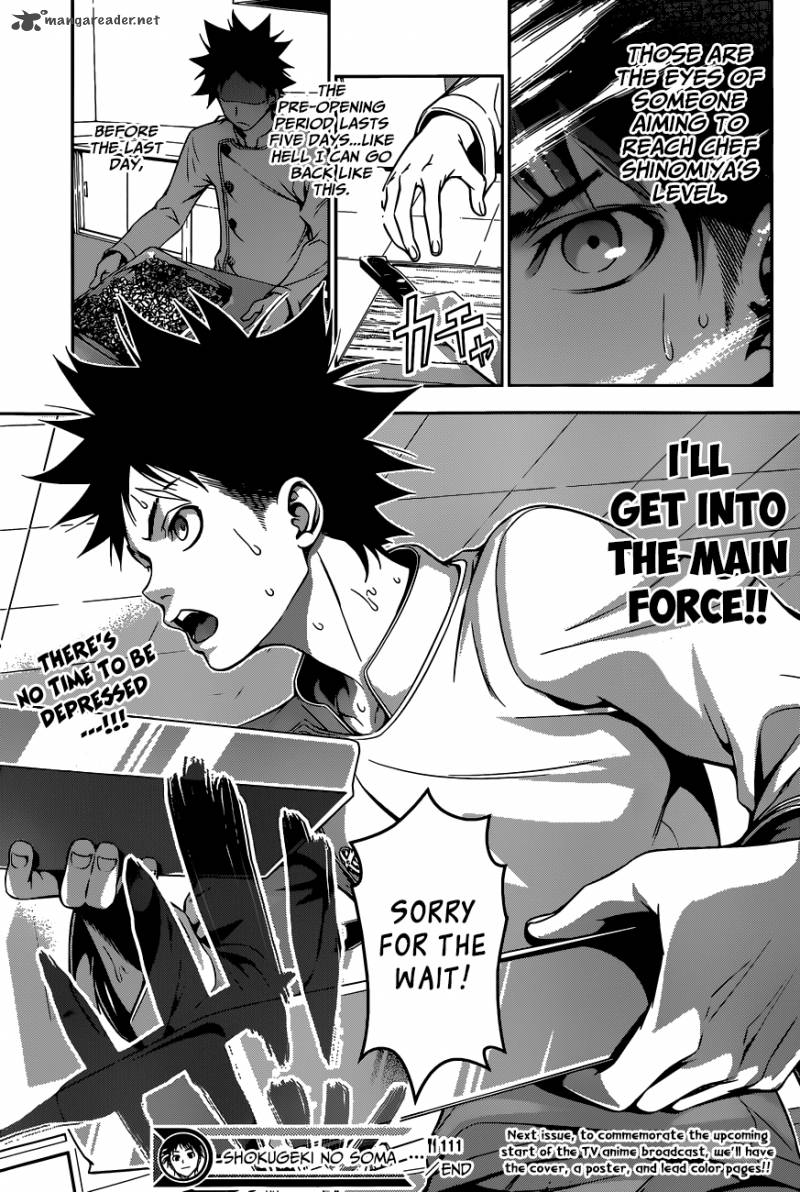 mangareader.net
THOSE ARE
THE EYES OF
SOMEONE
AIMING TO
REACH CHEF
SHINOMIYA'S
LEVEL.
THE
PRE-OPENING
PERIOD LASTS
FIVE DAYS...LIKE
HELL I CAN GO
BACK LIKE
THIS.
ガチャ
BEFORE
THE LAST
DAY,
I'LL
GET INTO
THE MAIN
FORCE!!
THERE'S
NO TIME TO BE
DEPRESSED
...!!!
SORRY
FOR THE
WAIT!
SHOKUGEKI NO SOMA ... 111
END
Next issue, to commemorate the upcoming
start of the TV anime broadcast, we'll have
the cover, a poster, and lead color pages!!